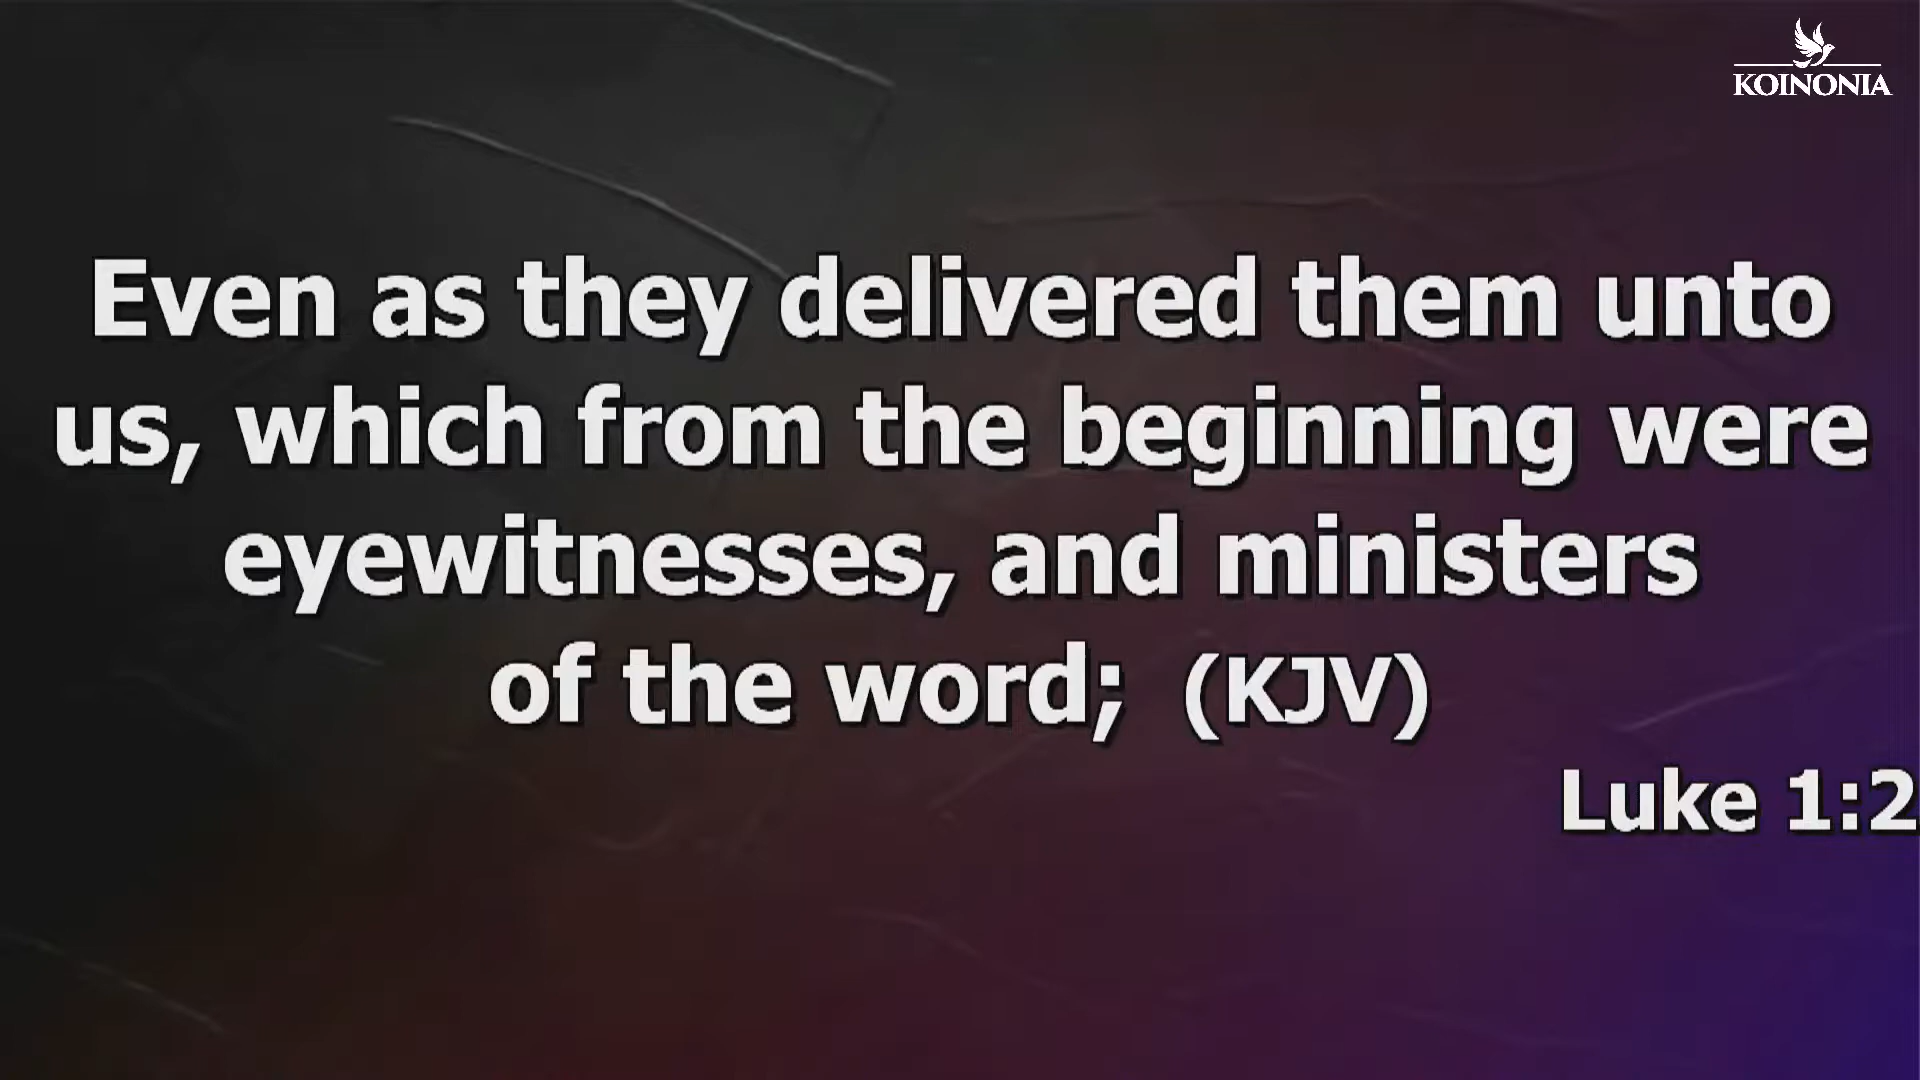 KOINONIA
Even as they delivered them unto
us, which from the beginning were
eyewitnesses, and ministers
of the word; (KJV)
Luke 1:2